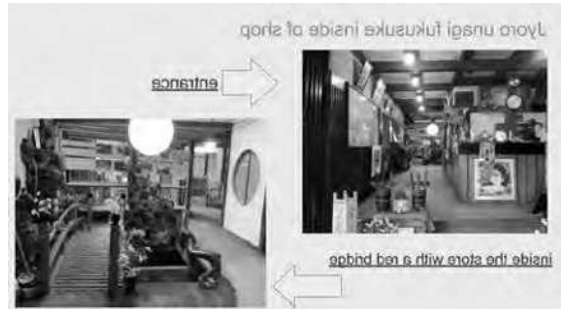 Jyoro unagi fukusuke inside of shop
entrance
inside the store with a red bridge